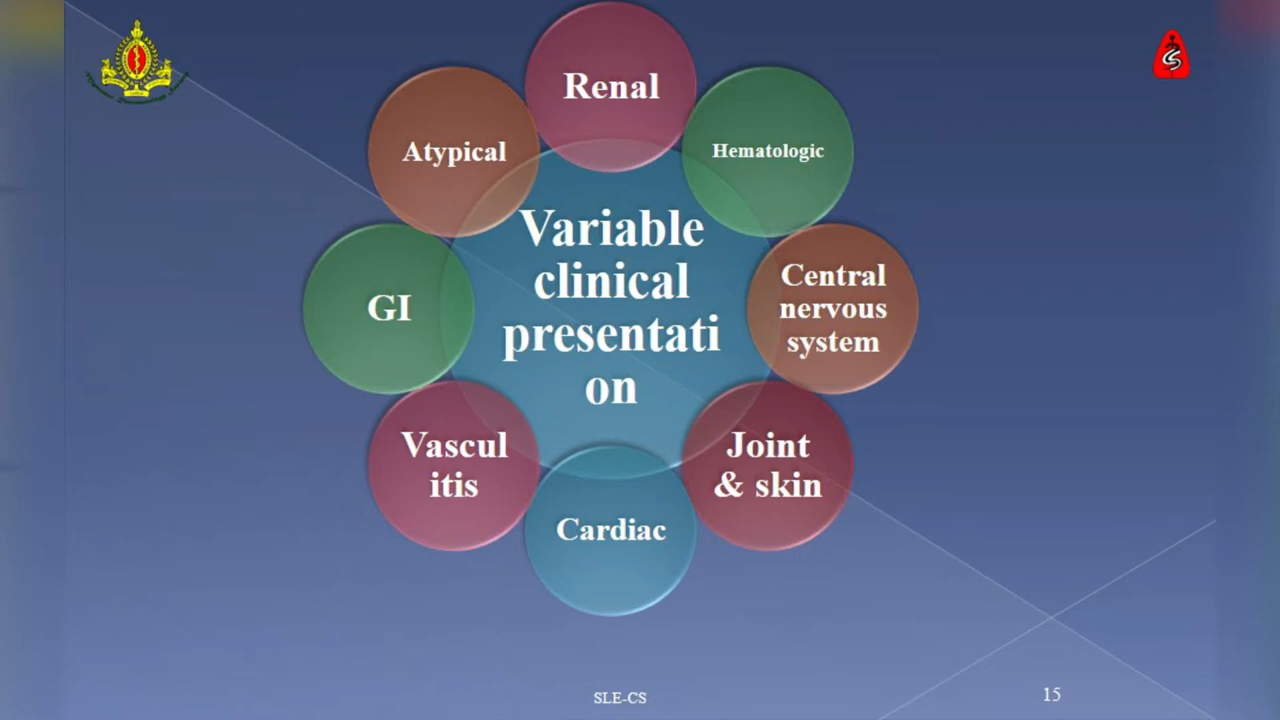 Renal
Atypical
Hematologic
Variable
clinical
presentati
on
Central
nervous
system
GI
Vascul
itis
Joint
& skin
Cardiac
SLE-CS
15